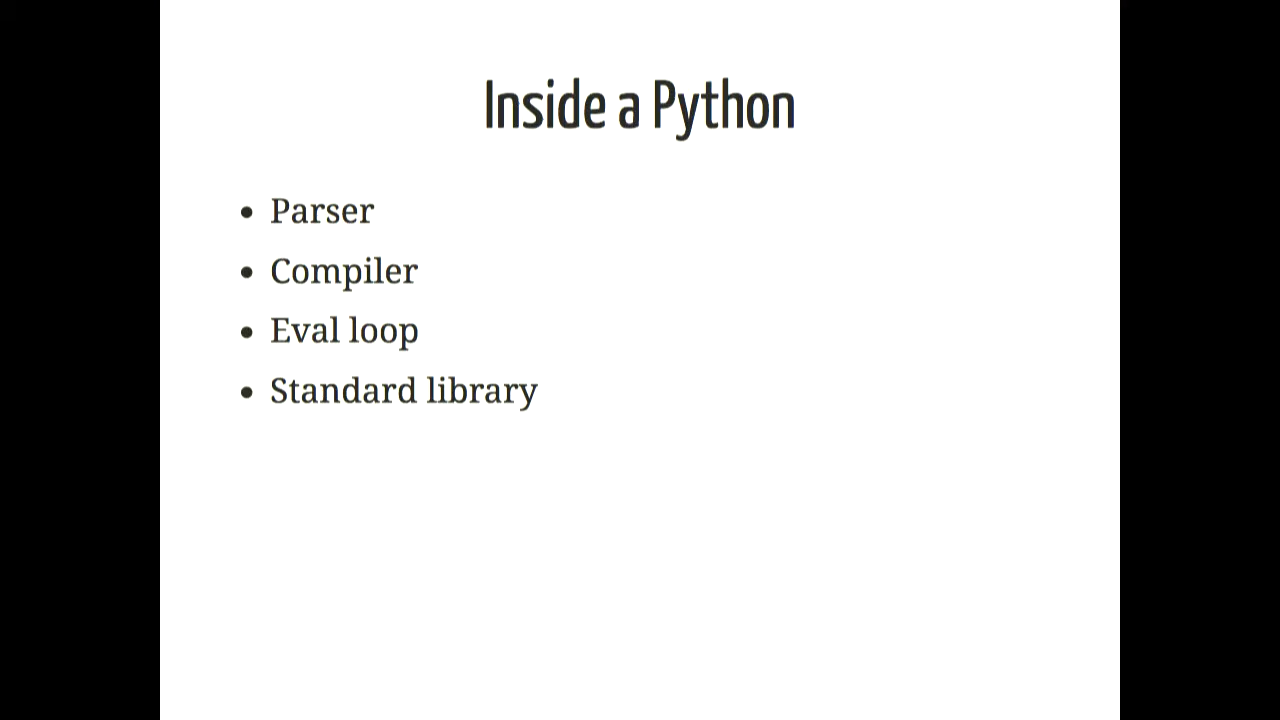 Inside a Python
• Parser
• Compiler
• Eval loop
• Standard library